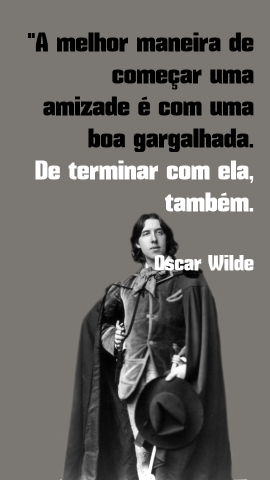 "A melhor maneira de
começar uma
amizade é com uma
boa gargalhada.
De terminar com ela,
também.
Oscar Wilde